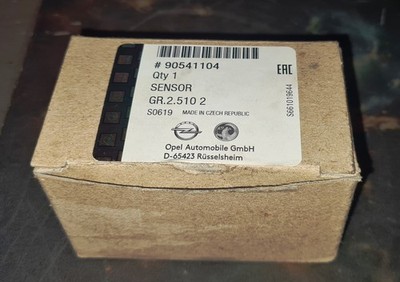 # 90541104
Qty 1
SENSOR
GR.2.510 2
S0619 MADE IN CZECH REPUBLIC
Opel Automobile GmbH
D-65423 Rüsselsheim
EAC
S661019644